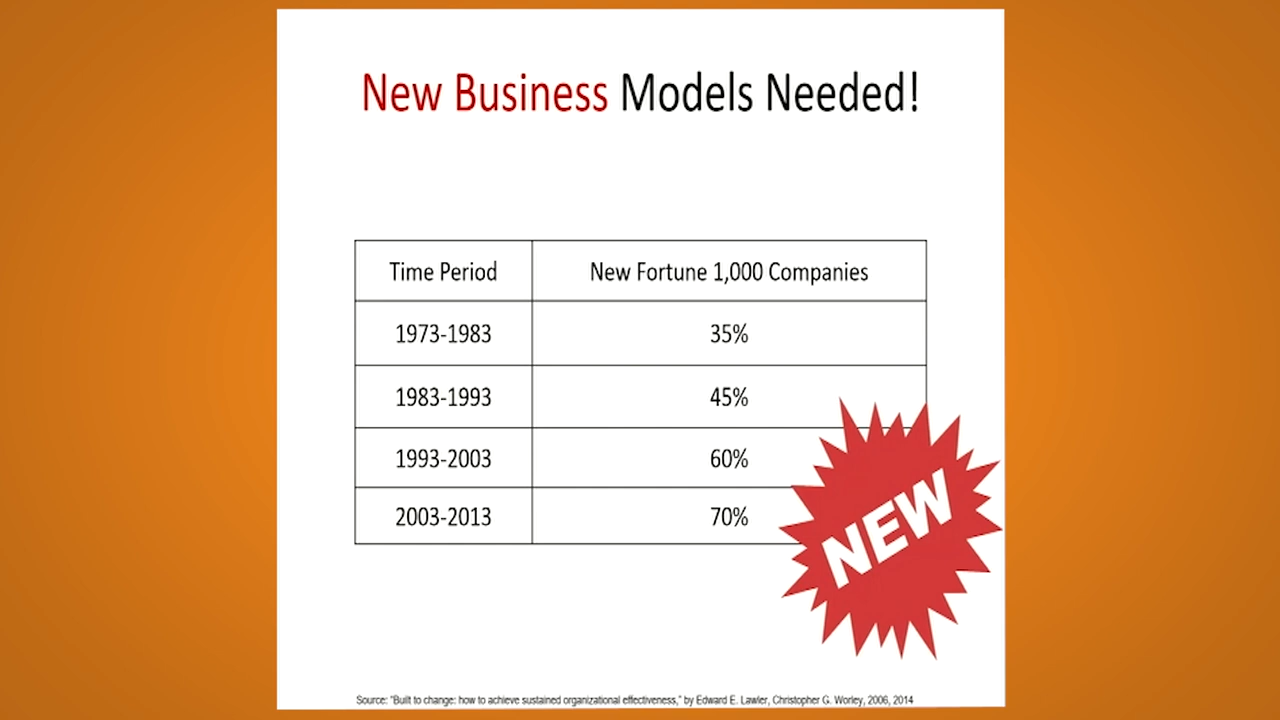 New Business Models Needed!
Time Period New Fortune 1,000 Companies
1973-1983 35%
1983-1993 45%
1993-2003 60%
2003-2013 70%
NEW
Source: "Built to change: how to achieve sustained organizational effectiveness," by Edward E. Lawler, Christopher G. Worley, 2006, 2014